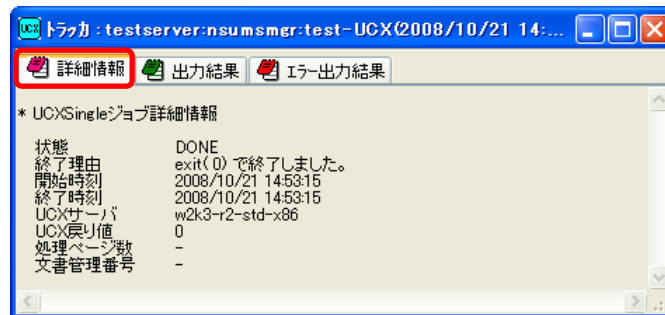 UCX トラッカ : testserver:nsumsmgr:test-UCX(2008/10/21 14:...
詳細情報 出力結果 エラー出力結果
* UCXSingleジョブ詳細情報
状態 DONE
終了理由 exit( 0) で終了しました。
開始時刻 2008/10/21 14:53:15
終了時刻 2008/10/21 14:53:15
UCXサーバ w2k3-r2-std-x86
UCX戻り値 0
処理ページ数 -
文書管理番号 -